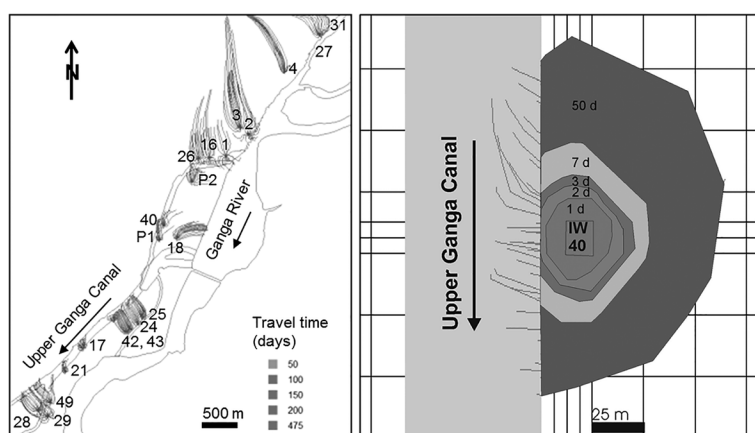 N
31
27
4
3
2
16
1
26
P2
40
P1
18
Ganga River
Upper Ganga Canal
25
24
42, 43
17
21
49
28
29
Travel time
(days)
50
100
150
200
475
500 m
Upper Ganga Canal
50 d
7 d
3 d
2 d
1 d
IW
40
25 m